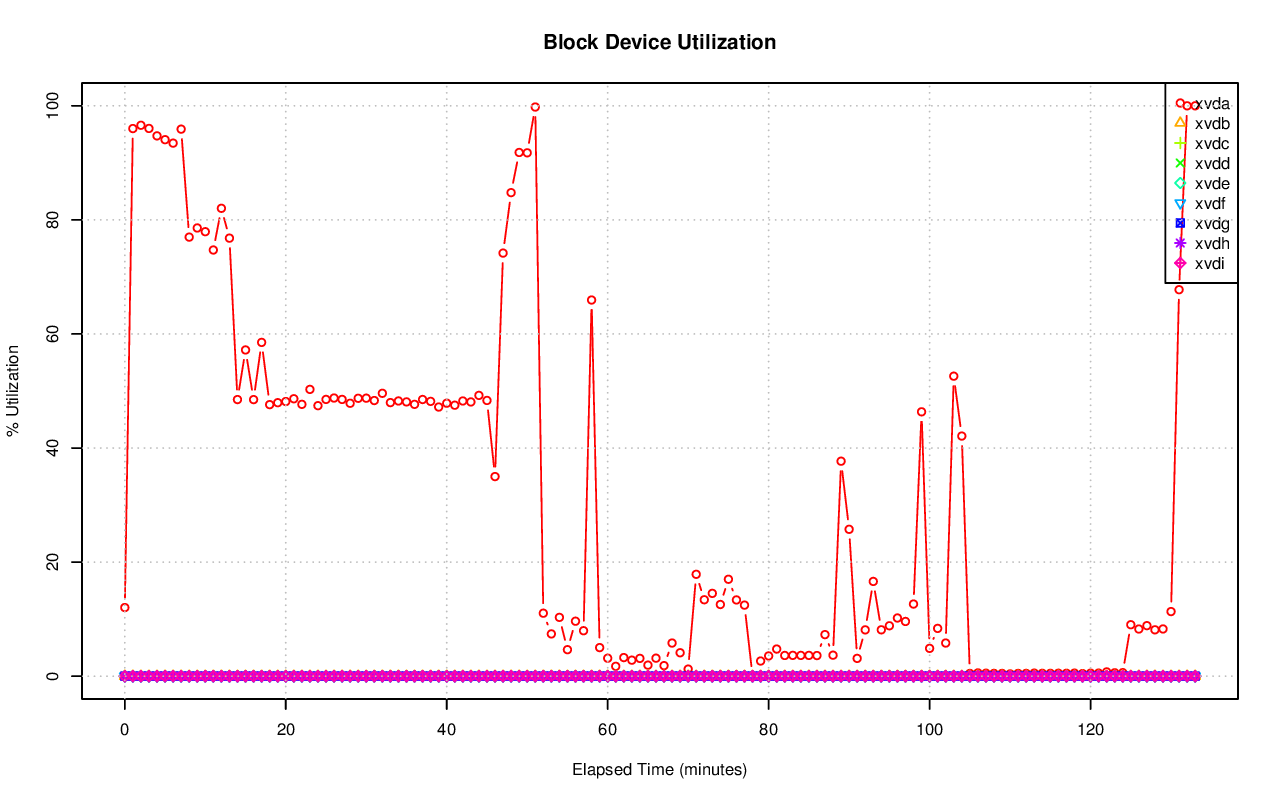 Block Device Utilization
% Utilization
100
80
60
40
20
0
xvda
xvdb
xvdc
xvdd
xvde
xvdf
xvdg
xvdh
xvdi
0 20 40 60 80 100 120
Elapsed Time (minutes)